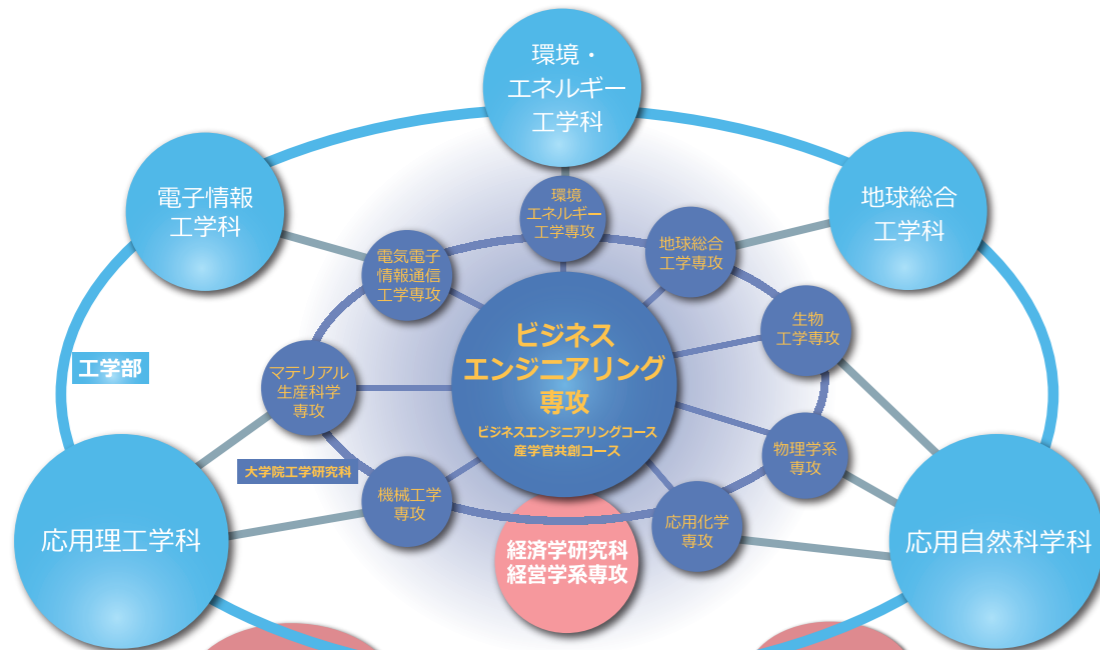 環境・
エネルギー
工学科
電子情報
工学科
地球総合
工学科
環境
エネルギー
工学専攻
電気電子
情報通信
工学専攻
地球総合
工学専攻
生物
工学専攻
ビジネス
エンジニアリング
専攻
ビジネスエンジニアリングコース
産学官共創コース
工学部
マテリアル
生産科学
専攻
物理学系
専攻
大学院工学研究科
機械工学
専攻
応用化学
専攻
応用理工学科
経済学研究科
経営学系専攻
応用自然科学科